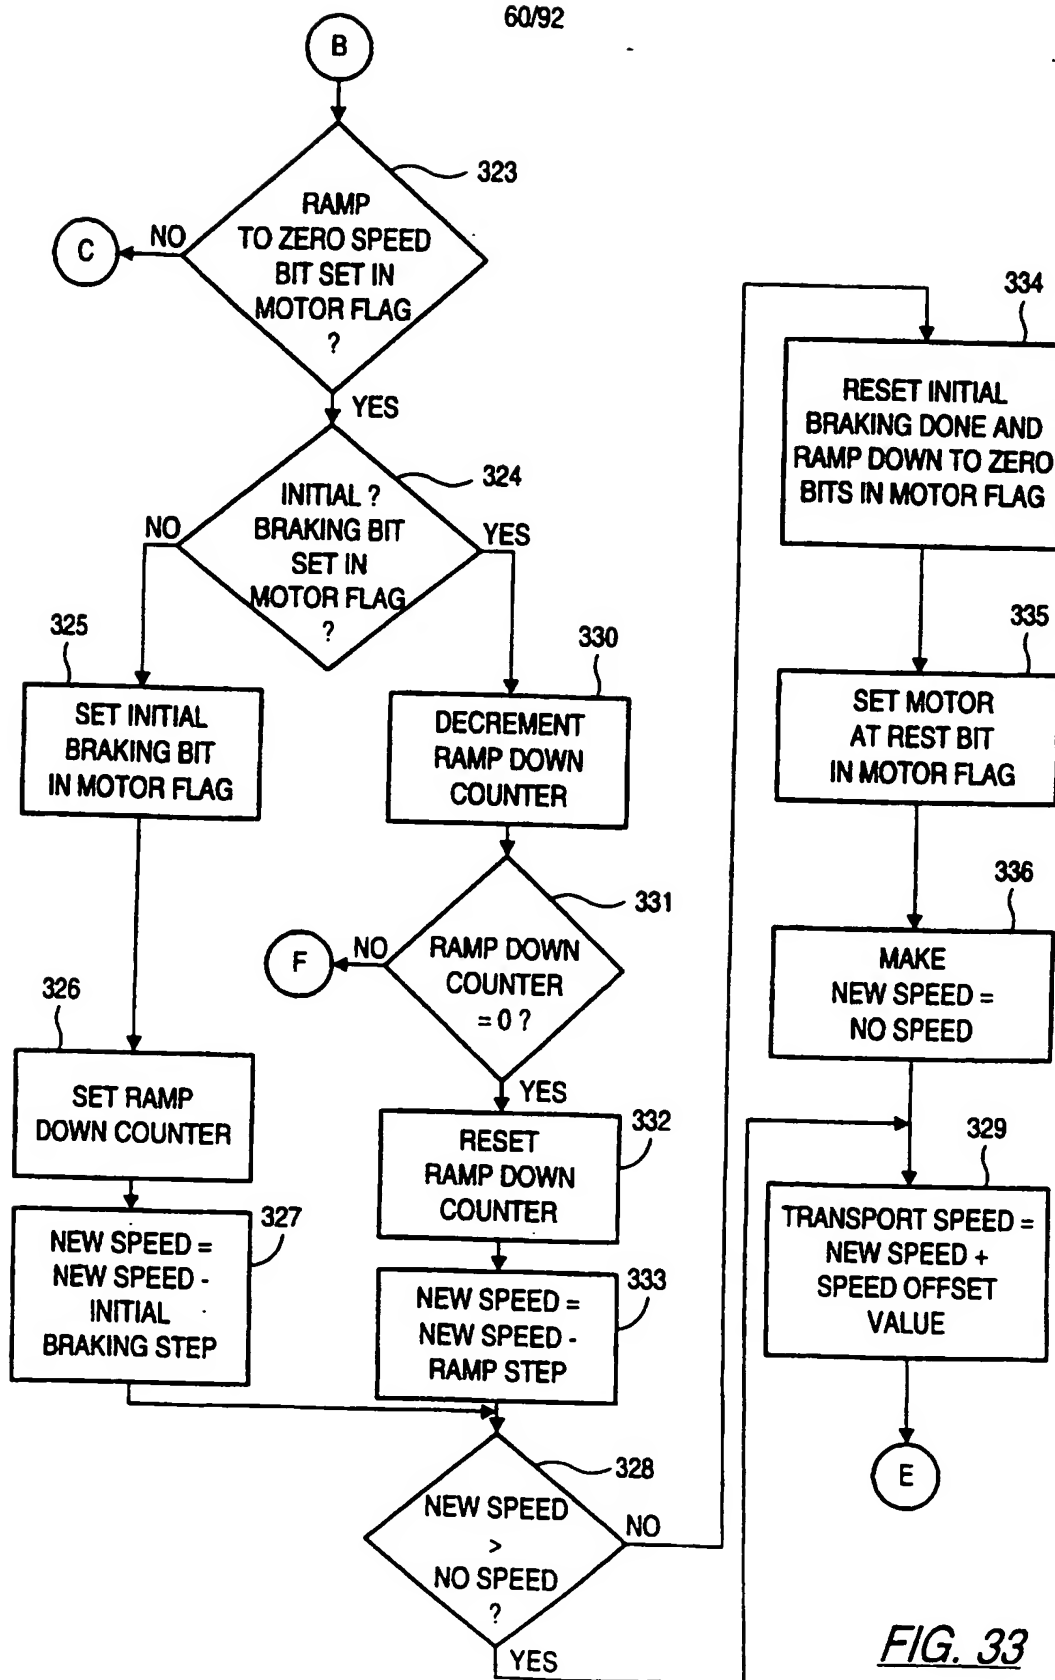 60/92
B
323
RAMP
TO ZERO SPEED
BIT SET IN
MOTOR FLAG
?
NO
C
YES
324
INITIAL ?
BRAKING BIT
SET IN
MOTOR FLAG
?
NO
YES
325
SET INITIAL
BRAKING BIT
IN MOTOR FLAG
326
SET RAMP
DOWN COUNTER
327
NEW SPEED =
NEW SPEED -
INITIAL
BRAKING STEP
330
DECREMENT
RAMP DOWN
COUNTER
331
RAMP DOWN
COUNTER
= 0 ?
NO
F
YES
332
RESET
RAMP DOWN
COUNTER
333
NEW SPEED =
NEW SPEED -
RAMP STEP
328
NEW SPEED
>
NO SPEED
?
NO
YES
334
RESET INITIAL
BRAKING DONE AND
RAMP DOWN TO ZERO
BITS IN MOTOR FLAG
335
SET MOTOR
AT REST BIT
IN MOTOR FLAG
336
MAKE
NEW SPEED =
NO SPEED
329
TRANSPORT SPEED =
NEW SPEED +
SPEED OFFSET
VALUE
E
FIG. 33